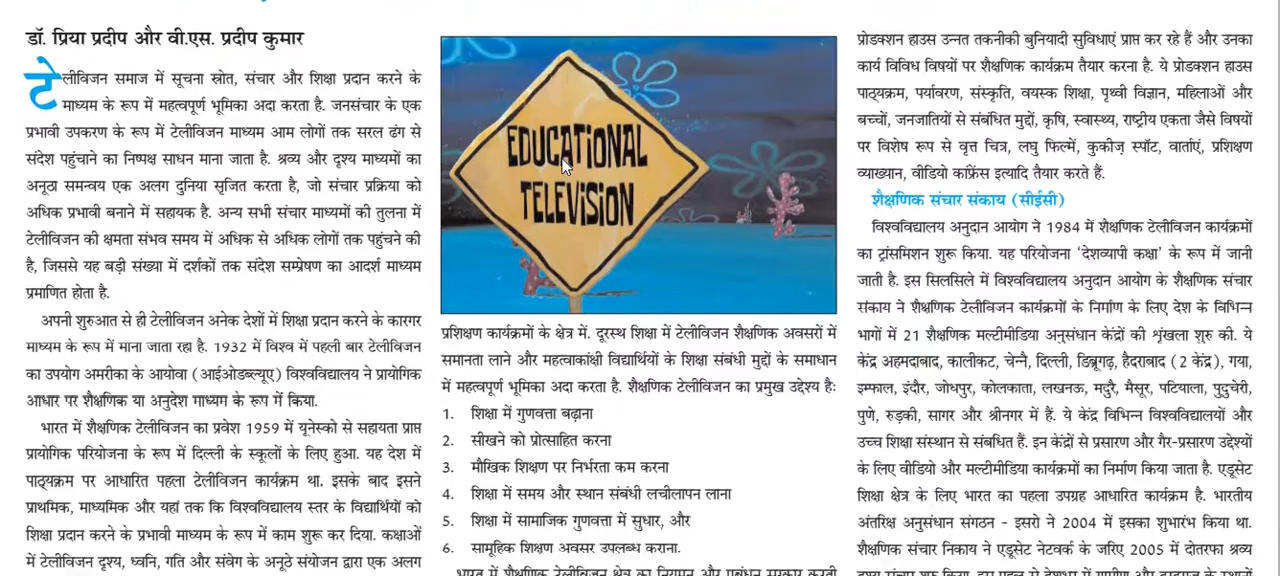 डॉ. प्रिया प्रदीप और वी.एस. प्रदीप कुमार
टेलीविजन समाज में सूचना स्रोत, संचार और शिक्षा प्रदान करने के
माध्यम के रूप में महत्वपूर्ण भूमिका अदा करता है. जनसंचार के एक
प्रभावी उपकरण के रूप में टेलीविजन माध्यम आम लोगों तक सरल ढंग से
संदेश पहुंचाने का निष्पक्ष साधन माना जाता है. श्रव्य और दृश्य माध्यमों का
अनूठा समन्वय एक अलग दुनिया सृजित करता है, जो संचार प्रक्रिया को
अधिक प्रभावी बनाने में सहायक है. अन्य सभी संचार माध्यमों की तुलना में
टेलीविजन की क्षमता संभव समय में अधिक से अधिक लोगों तक पहुंचने की
है, जिससे यह बड़ी संख्या में दर्शकों तक संदेश सम्प्रेषण का आदर्श माध्यम
प्रमाणित होता है.
अपनी शुरुआत से ही टेलीविजन अनेक देशों में शिक्षा प्रदान करने के कारगर
माध्यम के रूप में माना जाता रहा है. 1932 में विश्व में पहली बार टेलीविजन
का उपयोग अमरीका के आयोवा (आईओडब्ल्यूए) विश्वविद्यालय ने प्रायोगिक
आधार पर शैक्षणिक या अनुदेश माध्यम के रूप में किया.
भारत में शैक्षणिक टेलीविजन का प्रवेश 1959 में यूनेस्को से सहायता प्राप्त
प्रायोगिक परियोजना के रूप में दिल्ली के स्कूलों के लिए हुआ. यह देश में
पाठ्यक्रम पर आधारित पहला टेलीविजन कार्यक्रम था. इसके बाद इसने
प्राथमिक, माध्यमिक और यहां तक कि विश्वविद्यालय स्तर के विद्यार्थियों को
शिक्षा प्रदान करने के प्रभावी माध्यम के रूप में काम शुरू कर दिया. कक्षाओं
में टेलीविजन दृश्य, ध्वनि, गति और संवेग के अनूठे संयोजन द्वारा एक अलग
EDUCATIONAL
TELEVISION
प्रशिक्षण कार्यक्रमों के क्षेत्र में. दूरस्थ शिक्षा में टेलीविजन शैक्षणिक अवसरों में
समानता लाने और महत्वाकांक्षी विद्यार्थियों के शिक्षा संबंधी मुद्दों के समाधान
में महत्वपूर्ण भूमिका अदा करता है. शैक्षणिक टेलीविजन का प्रमुख उद्देश्य है:
1. शिक्षा में गुणवत्ता बढ़ाना
2. सीखने को प्रोत्साहित करना
3. मौखिक शिक्षण पर निर्भरता कम करना
4. शिक्षा में समय और स्थान संबंधी लचीलापन लाना
5. शिक्षा में सामाजिक गुणवत्ता में सुधार, और
6. सामूहिक शिक्षण अवसर उपलब्ध कराना.
भारत में शैक्षणिक टेलीविजन क्षेत्र का नियमन और प्रबंधन सरकार करती
प्रोडक्शन हाउस उन्नत तकनीकी बुनियादी सुविधाएं प्राप्त कर रहे हैं और उनका
कार्य विविध विषयों पर शैक्षणिक कार्यक्रम तैयार करना है. ये प्रोडक्शन हाउस
पाठ्यक्रम, पर्यावरण, संस्कृति, वयस्क शिक्षा, पृथ्वी विज्ञान, महिलाओं और
बच्चों, जनजातियों से संबंधित मुद्दों, कृषि, स्वास्थ्य, राष्ट्रीय एकता जैसे विषयों
पर विशेष रूप से वृत्त चित्र, लघु फिल्में, कुकीज़ स्पॉट, वार्ताएं, प्रशिक्षण
व्याख्यान, वीडियो कांफ्रेंस इत्यादि तैयार करते हैं.
शैक्षणिक संचार संकाय (सीईसी)
विश्वविद्यालय अनुदान आयोग ने 1984 में शैक्षणिक टेलीविजन कार्यक्रमों
का ट्रांसमिशन शुरू किया. यह परियोजना ‘देशव्यापी कक्षा’ के रूप में जानी
जाती है. इस सिलसिले में विश्वविद्यालय अनुदान आयोग के शैक्षणिक संचार
संकाय ने शैक्षणिक टेलीविजन कार्यक्रमों के निर्माण के लिए देश के विभिन्न
भागों में 21 शैक्षणिक मल्टीमीडिया अनुसंधान केंद्रों की शृंखला शुरु की. ये
केंद्र अहमदाबाद, कालीकट, चेन्नै, दिल्ली, डिब्रूगढ़, हैदराबाद (2 केंद्र), गया,
इम्फाल, इंदौर, जोधपुर, कोलकाता, लखनऊ, मदुरै, मैसूर, पटियाला, पुदुचेरी,
पुणे, रुड़की, सागर और श्रीनगर में हैं. ये केंद्र विभिन्न विश्वविद्यालयों और
उच्च शिक्षा संस्थान से संबधित हैं. इन केंद्रों से प्रसारण और गैर-प्रसारण उद्देश्यों
के लिए वीडियो और मल्टीमीडिया कार्यक्रमों का निर्माण किया जाता है. एडूसेट
शिक्षा क्षेत्र के लिए भारत का पहला उपग्रह आधारित कार्यक्रम है. भारतीय
अंतरिक्ष अनुसंधान संगठन - इसरो ने 2004 में इसका शुभारंभ किया था.
शैक्षणिक संचार निकाय ने एडूसेट नेटवर्क के जरिए 2005 में दोतरफा श्रव्य